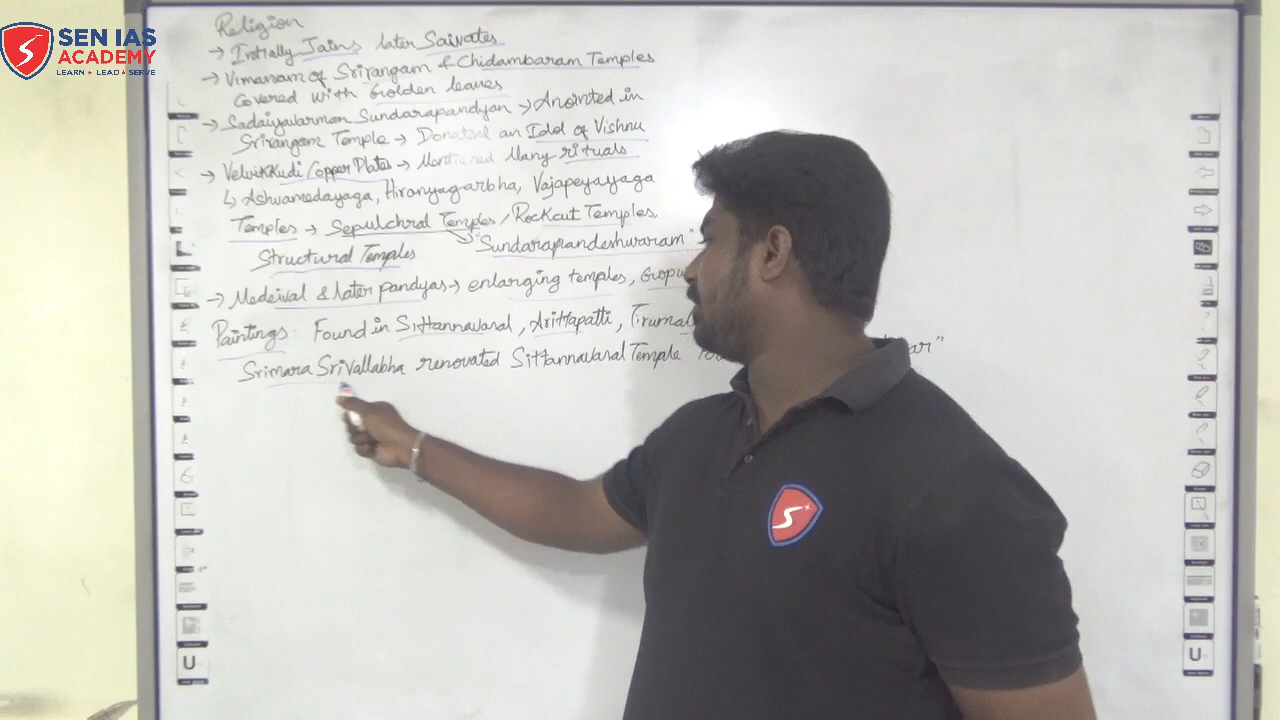 SEN IAS
ACADEMY
LEARN ★ LEAD ★ SERVE
Religion
→ Initially Jains later Saivates
→ Vimanam of Srirangam & Chidambaram Temples
Covered with Golden leaves
→ Sadaiyavarman Sundarapandyan → Anointed in
Srirangam Temple → Donated an Idol of Vishnu
→ Velvikkudi Copper Plates → Mentioned Many rituals
↳ Ashwamedayaga, Hiranyagarbha, Vajapeyayaga
Temples → Sepulchral Temples, Rockcut Temples,
"Sundarapandeshwaram"
Structural Temples
→ Medeival & later pandyas → enlarging temples, Gopu
Paintings: Found in Sittannavasal, Arittapatti, Tirumal
Srimara Srivallabha renovated Sittannavasal Temple
U
U